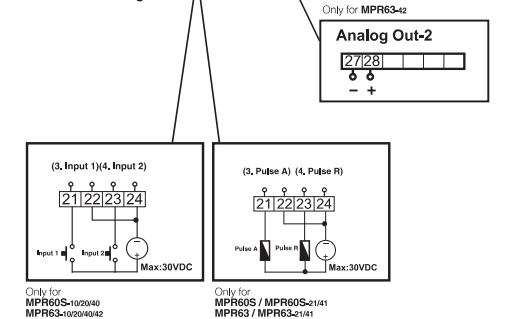 Only for MPR63-42
Analog Out-2
27 28
− +
(3. Input 1)(4. Input 2)
21 22 23 24
Input 1 Input 2
Max:30VDC
Only for
MPR60S-10/20/40
MPR63-10/20/40/42
(3. Pulse A) (4. Pulse R)
21 22 23 24
Pulse A Pulse R
Max:30VDC
Only for
MPR60S / MPR60S-21/41
MPR63 / MPR63-21/41